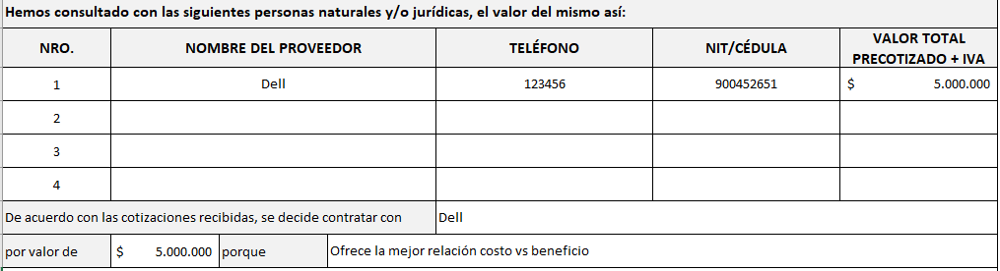 Hemos consultado con las siguientes personas naturales y/o jurídicas, el valor del mismo así:
NRO. NOMBRE DEL PROVEEDOR TELÉFONO NIT/CÉDULA VALOR TOTAL PRECOTIZADO + IVA
1 Dell 123456 900452651 $ 5.000.000
2
3
4
De acuerdo con las cotizaciones recibidas, se decide contratar con Dell
por valor de $ 5.000.000 porque Ofrece la mejor relación costo vs beneficio